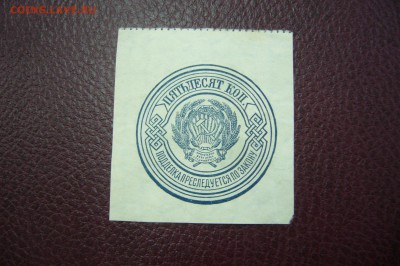 COINS.LAVE.RU
ПЯТЬДЕСЯТ КОП.
ПОДДЕЛКА ПРЕСЛЕДУЕТСЯ ПО ЗАКОНУ